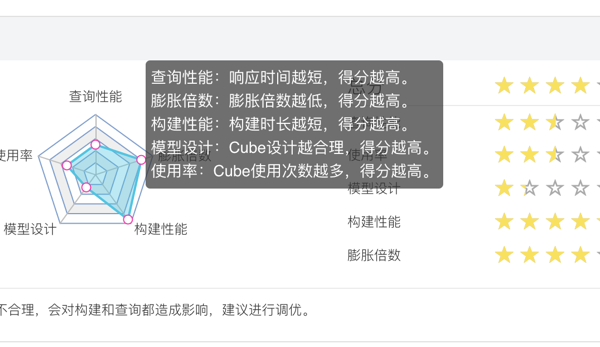 查询性能：响应时间越短，得分越高。
膨胀倍数：膨胀倍数越低，得分越高。
构建性能：构建时长越短，得分越高。
模型设计：Cube设计越合理，得分越高。
使用率：Cube使用次数越多，得分越高。
总分
查询性能
使用率
膨胀倍数
模型设计
构建性能
使用率
模型设计
构建性能
膨胀倍数
不合理，会对构建和查询都造成影响，建议进行调优。